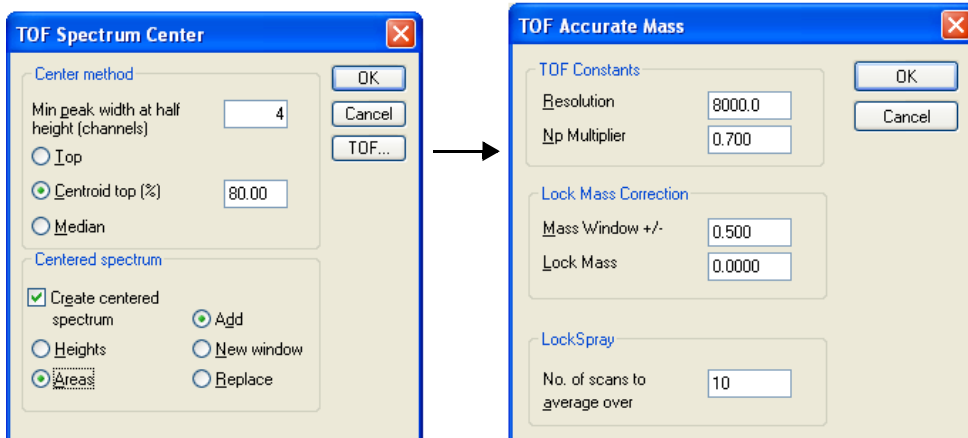 TOF Spectrum Center
Center method
Min peak width at half
height (channels)
4
Top
Centroid top (%)
80.00
Median
Centered spectrum
Create centered
spectrum
Heights
Areas
Add
New window
Replace
OK
Cancel
TOF...
TOF Accurate Mass
TOF Constants
Resolution
8000.0
Np Multiplier
0.700
Lock Mass Correction
Mass Window +/-
0.500
Lock Mass
0.0000
LockSpray
No. of scans to
average over
10
OK
Cancel